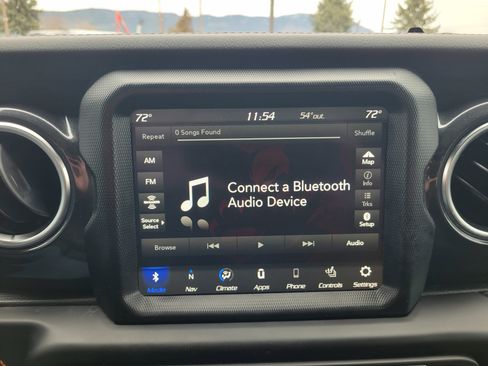 72° 11:54 54°out. 72°
Repeat 0 Songs Found Shuffle
AM
FM
Source
Select
Map
Info
Trks
Setup
Connect a Bluetooth
Audio Device
Browse Audio
Media Nav Climate Apps Phone Controls Settings
N